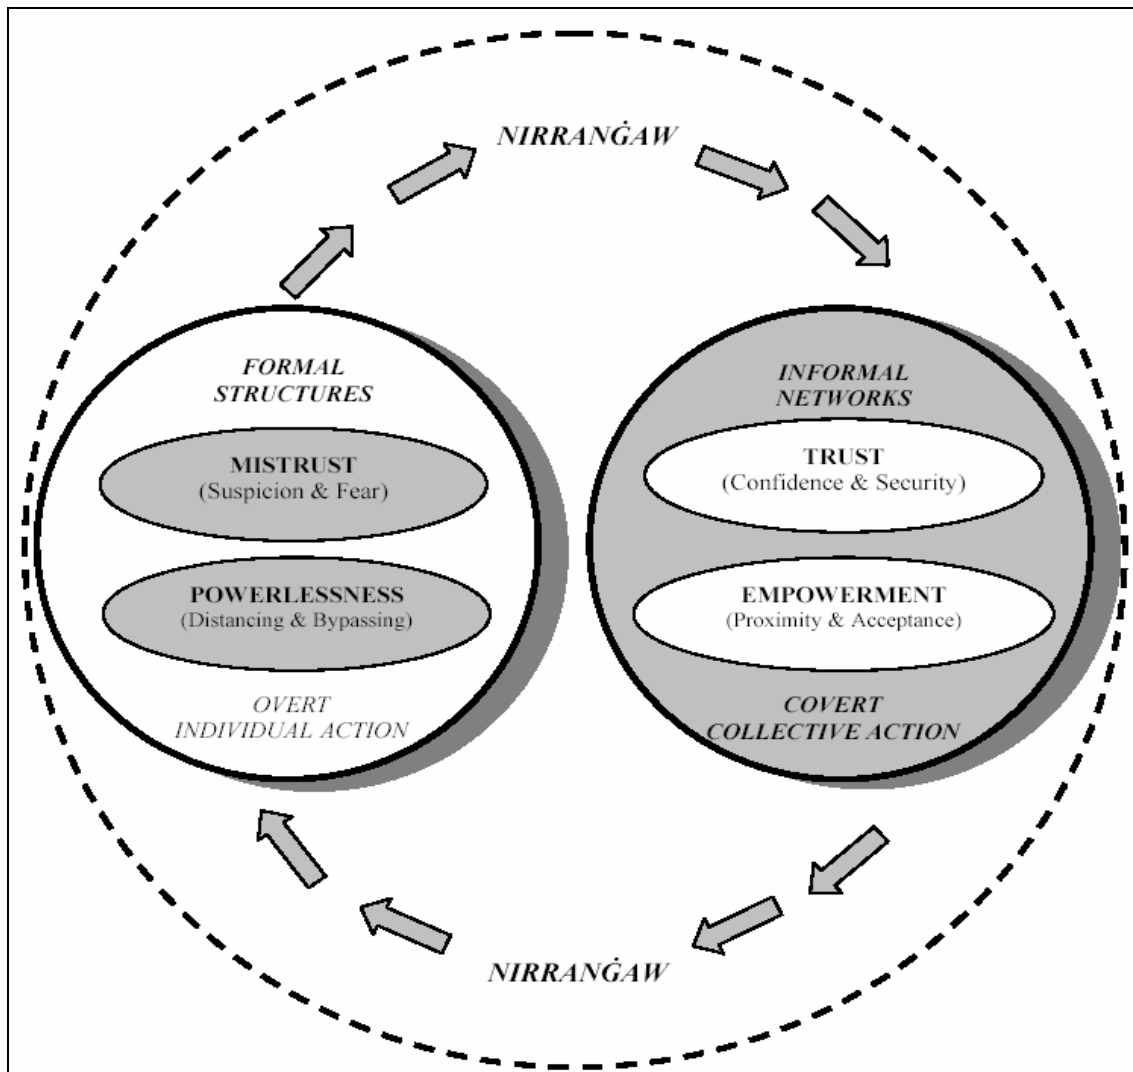 NIRRANĠAW
FORMAL
STRUCTURES
MISTRUST
(Suspicion & Fear)
POWERLESSNESS
(Distancing & Bypassing)
OVERT
INDIVIDUAL ACTION
INFORMAL
NETWORKS
TRUST
(Confidence & Security)
EMPOWERMENT
(Proximity & Acceptance)
COVERT
COLLECTIVE ACTION
NIRRANĠAW